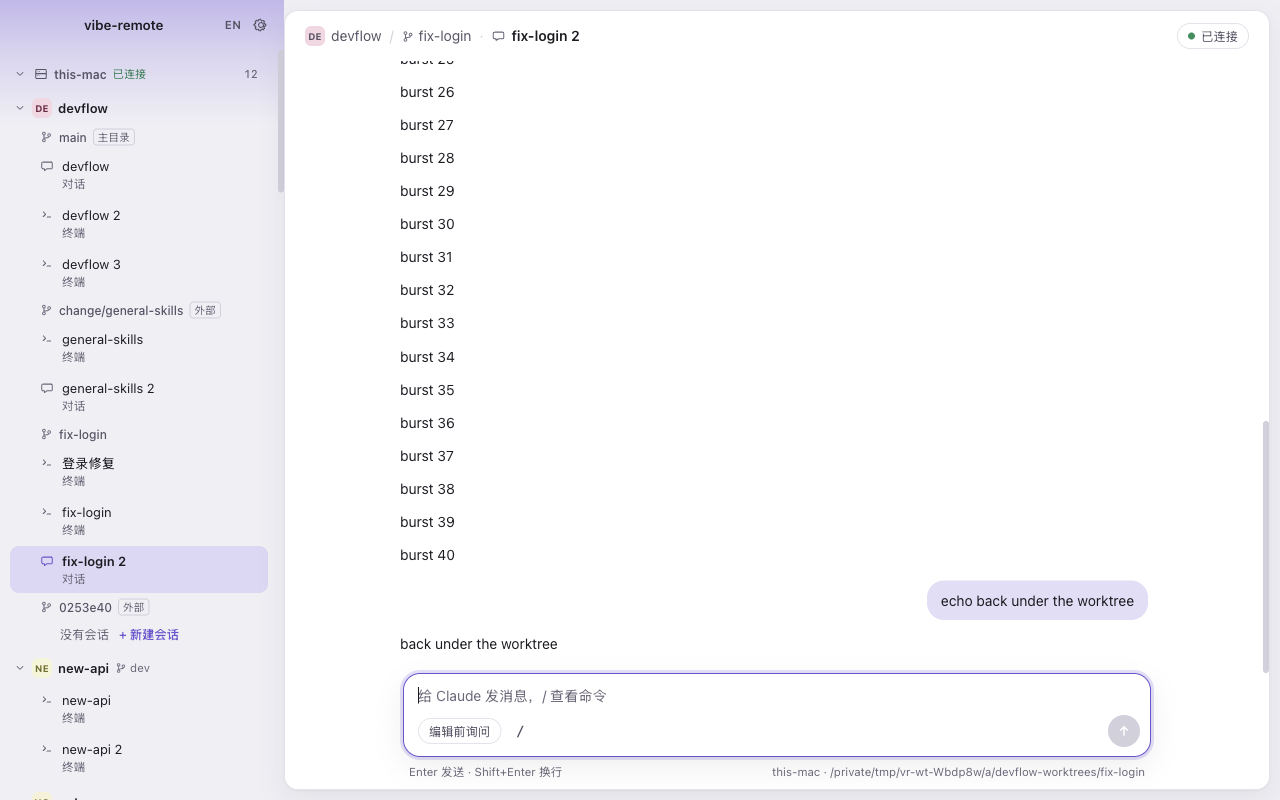 vibe-remote
EN
this-mac 已连接 12
DE devflow
main 主目录
devflow
对话
devflow 2
终端
devflow 3
终端
change/general-skills 外部
general-skills
终端
general-skills 2
对话
fix-login
登录修复
终端
fix-login
终端
fix-login 2
对话
0253e40 外部
没有会话 + 新建会话
NE new-api dev
new-api
终端
new-api 2
终端
DE devflow / fix-login · fix-login 2
已连接
burst 26
burst 27
burst 28
burst 29
burst 30
burst 31
burst 32
burst 33
burst 34
burst 35
burst 36
burst 37
burst 38
burst 39
burst 40
echo back under the worktree
back under the worktree
给 Claude 发消息，/ 查看命令
编辑前询问 /
Enter 发送 · Shift+Enter 换行
this-mac · /private/tmp/vr-wt-Wbdp8w/a/devflow-worktrees/fix-login